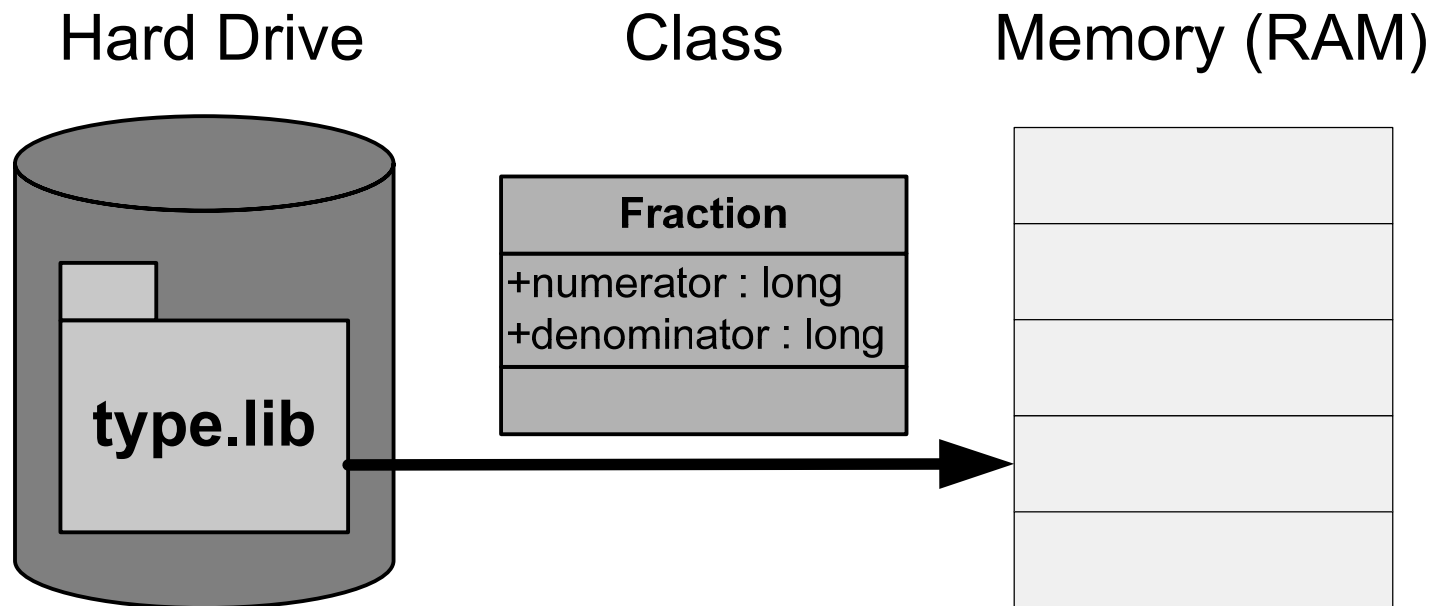 Hard Drive
Class
Memory (RAM)
Fraction
+numerator : long
+denominator : long
type.lib